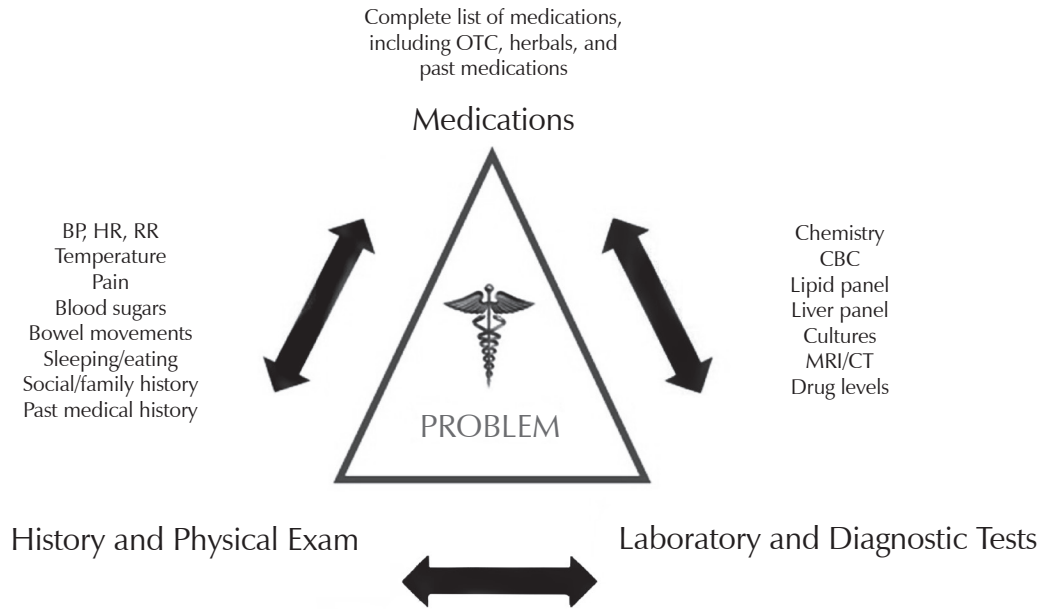 Complete list of medications,
including OTC, herbals, and
past medications
Medications
BP, HR, RR
Temperature
Pain
Blood sugars
Bowel movements
Sleeping/eating
Social/family history
Past medical history
Chemistry
CBC
Lipid panel
Liver panel
Cultures
MRI/CT
Drug levels
PROBLEM
History and Physical Exam
Laboratory and Diagnostic Tests